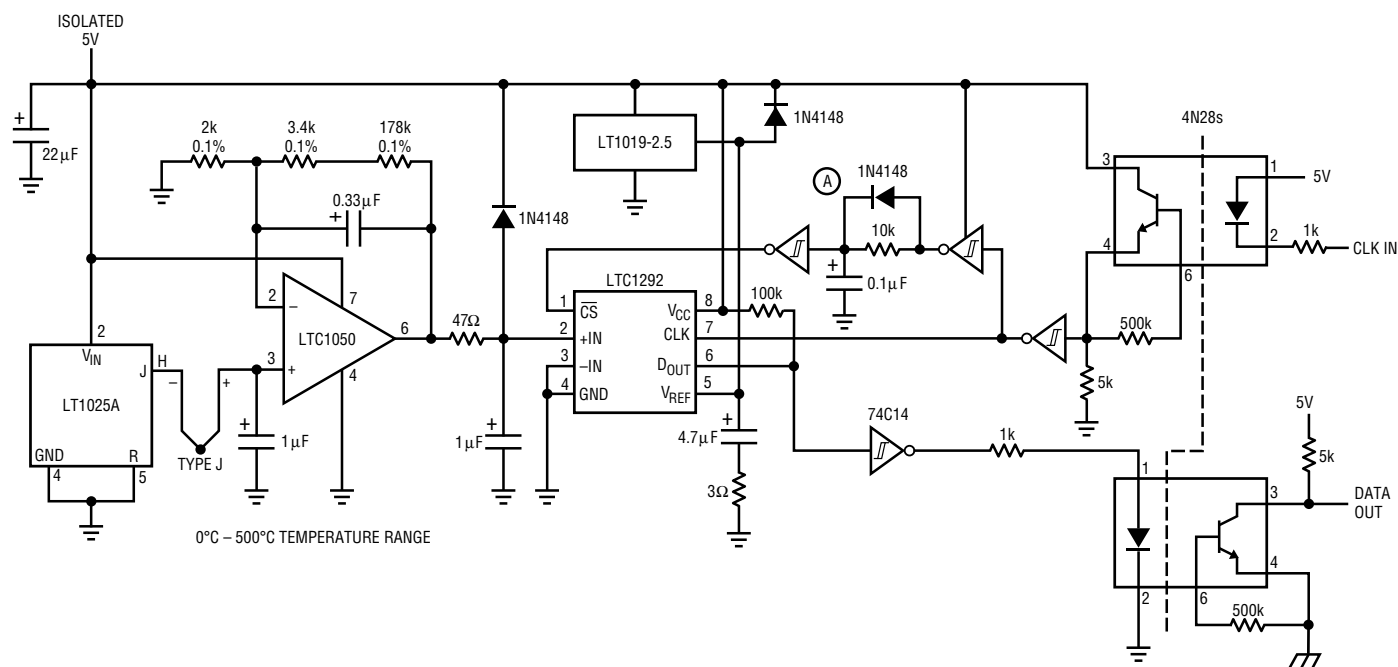 ISOLATED
5V
+
22µF
2k
0.1%
3.4k
0.1%
178k
0.1%
+
0.33µF
1N4148
LT1019-2.5
1N4148
A
1N4148
10k
+
0.1µF
4N28s
3
1
5V
4
2
1k
CLK IN
6
2
VIN
J
H
−
+
LT1025A
GND
R
4
5
TYPE J
+
1µF
2
−
7
LTC1050
6
3
+
4
47Ω
+
1µF
LTC1292
1
CS
VCC
8
100k
2
+IN
CLK
7
3
−IN
DOUT
6
4
GND
VREF
5
500k
5k
+
4.7µF
3Ω
74C14
1k
5V
5k
1
3
DATA
OUT
4
2
6
500k
0°C – 500°C TEMPERATURE RANGE